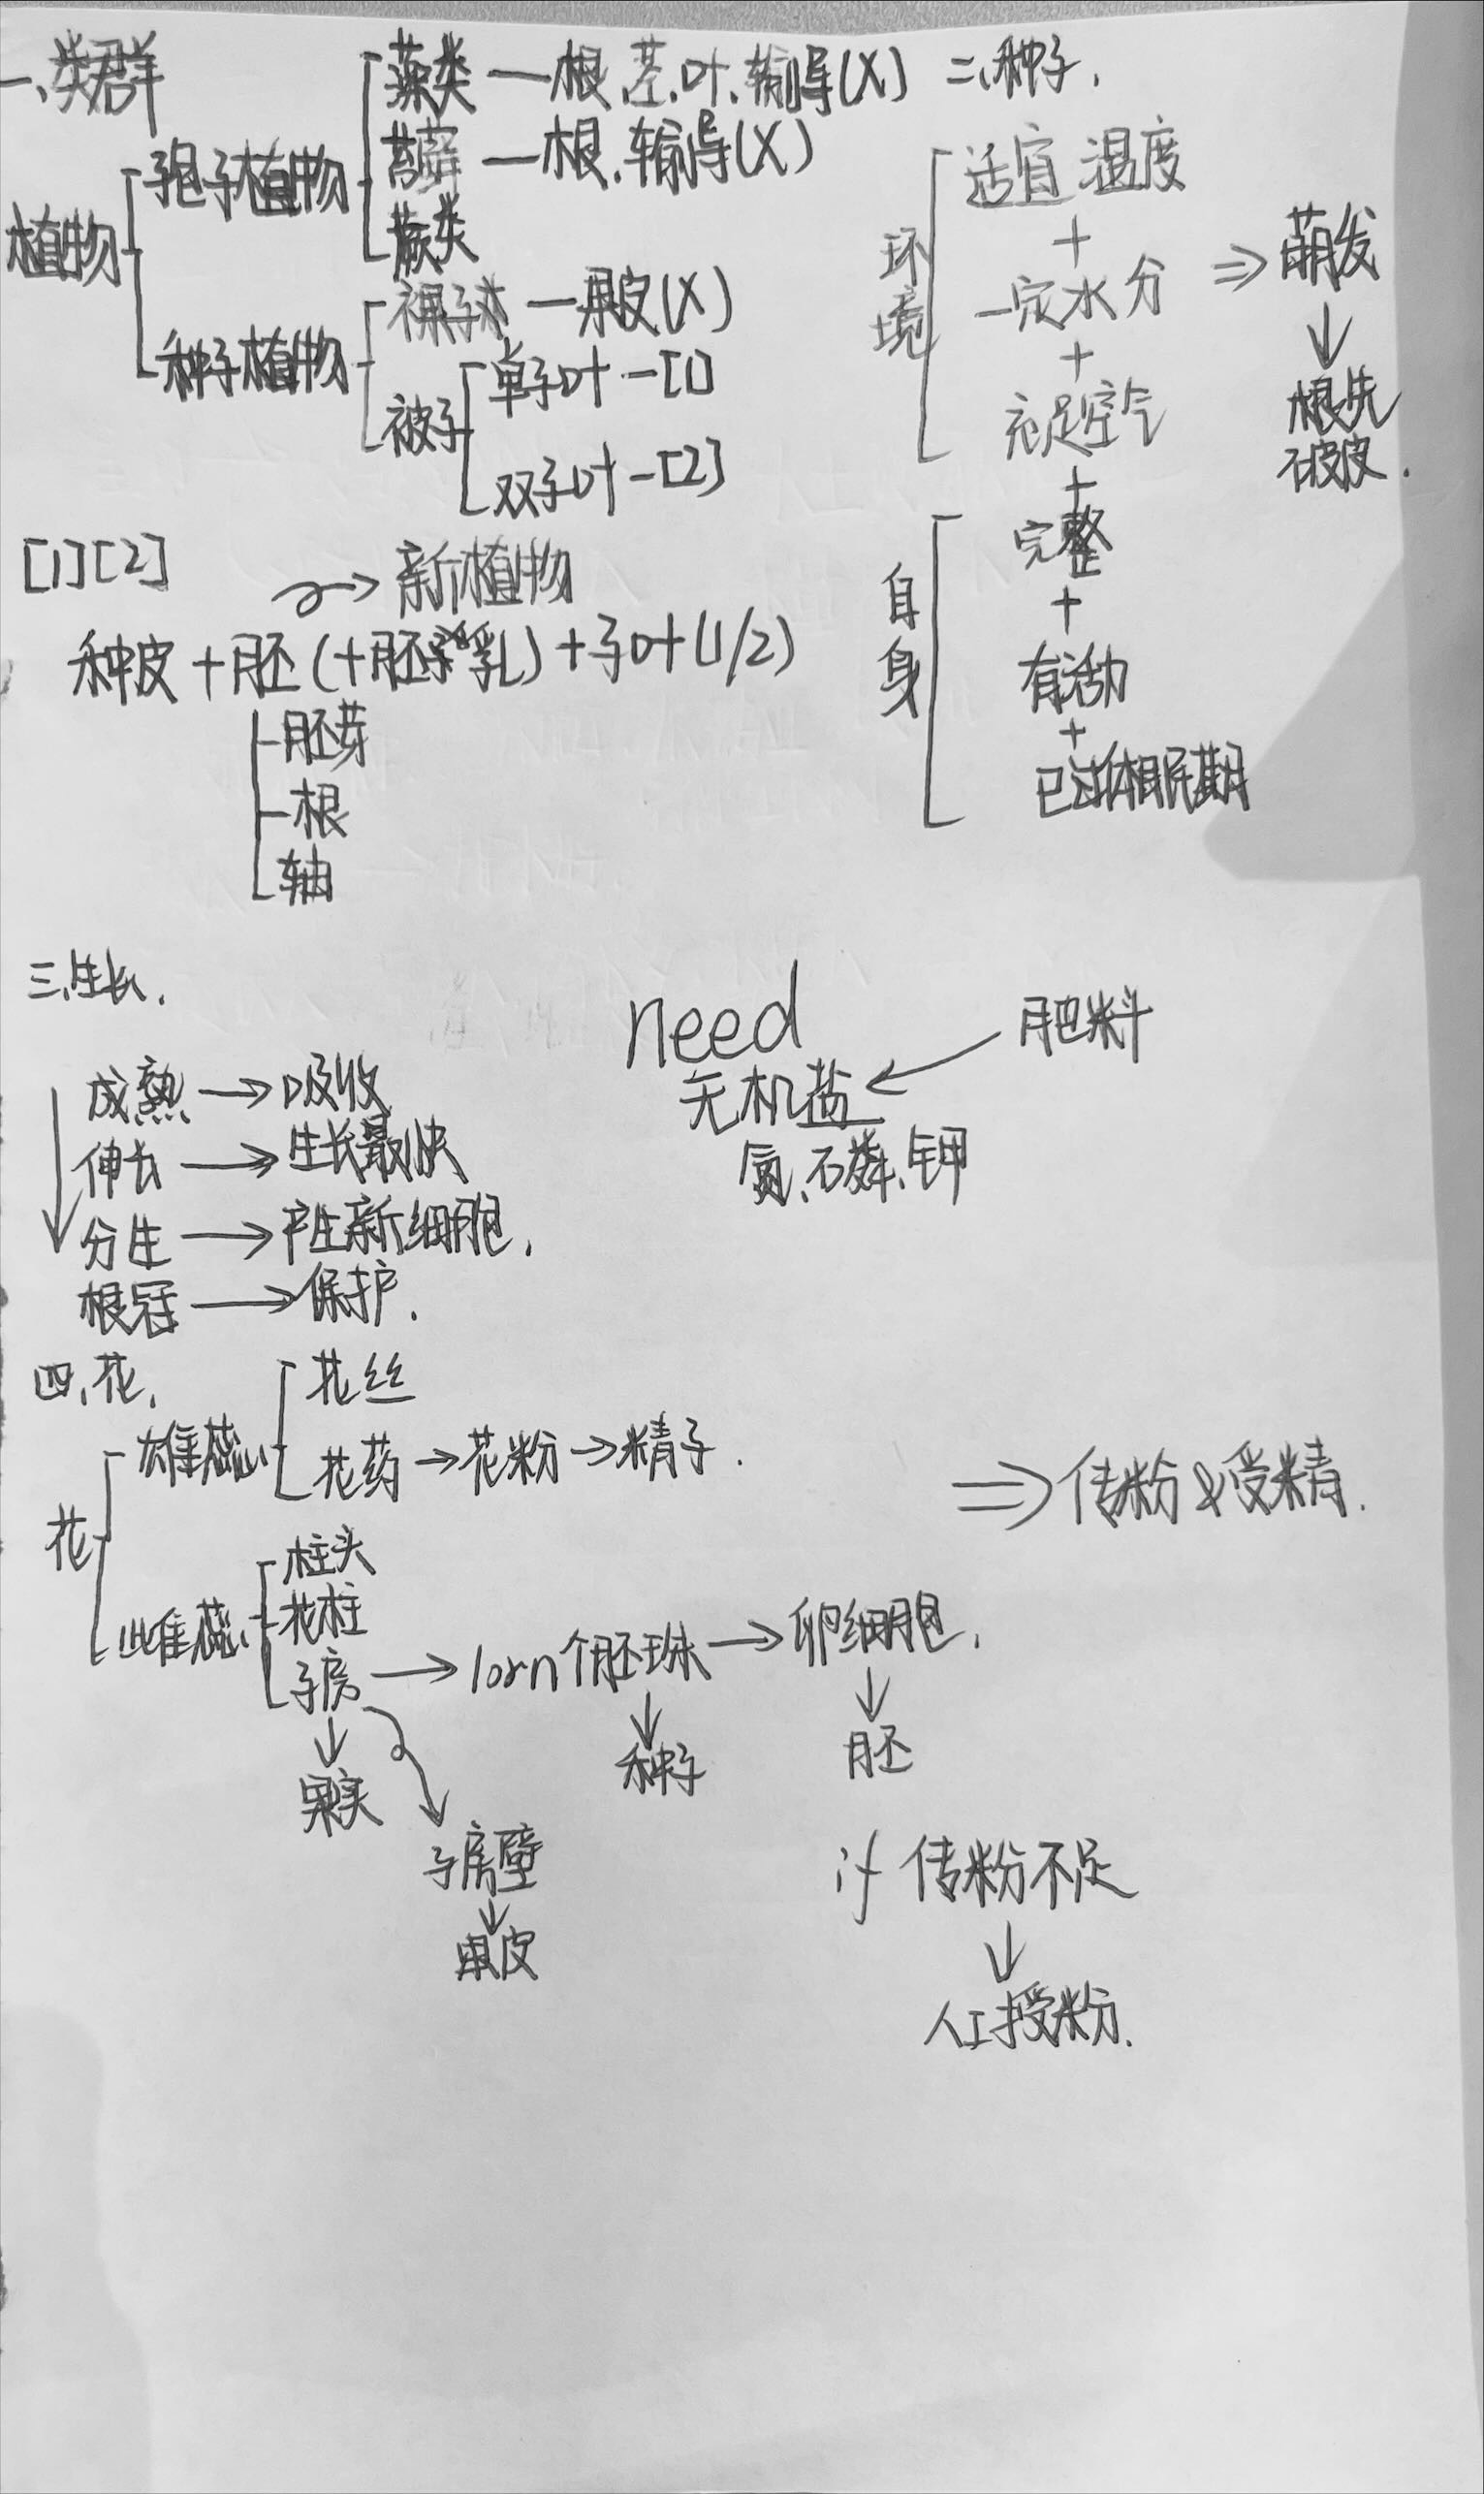 一、类群
植物
孢子植物
藻类 — 根、茎、叶、输导(X)
苔藓 — 根、输导(X)
蕨类
种子植物
裸子 — 果皮(X)
被子
单子叶 - [1]
双子叶 - [2]
[1][2]
→ 新植物
种皮 + 胚 (+胚乳) + 子叶(1/2)
胚芽
根
轴
二、种子.
环境
适宜 温度
+
一定水分
+
充足空气
+
自身
完整
+
有活力
+
已过休眠期
⇒ 萌发
↓
根先
破皮.
三、生长.
成熟 → 吸收
伸长 → 生长最快
分生 → 产生新细胞.
根冠 → 保护.
need
无机盐 ← 肥料
氮、磷、钾
四、花.
花
雄蕊
花丝
花药 → 花粉 → 精子.
雌蕊
柱头
花柱
子房 → 1orn个胚珠 → 卵细胞.
↓ 果实
↓ 种子
↓ 胚
子房壁
↓
果皮
⇒ 传粉 & 受精.
if 传粉不足
↓
人工授粉.